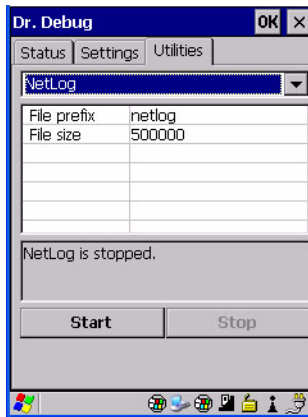 Dr. Debug OK ×
Status Settings Utilities
NetLog
File prefix netlog
File size 500000
NetLog is stopped.
Start Stop